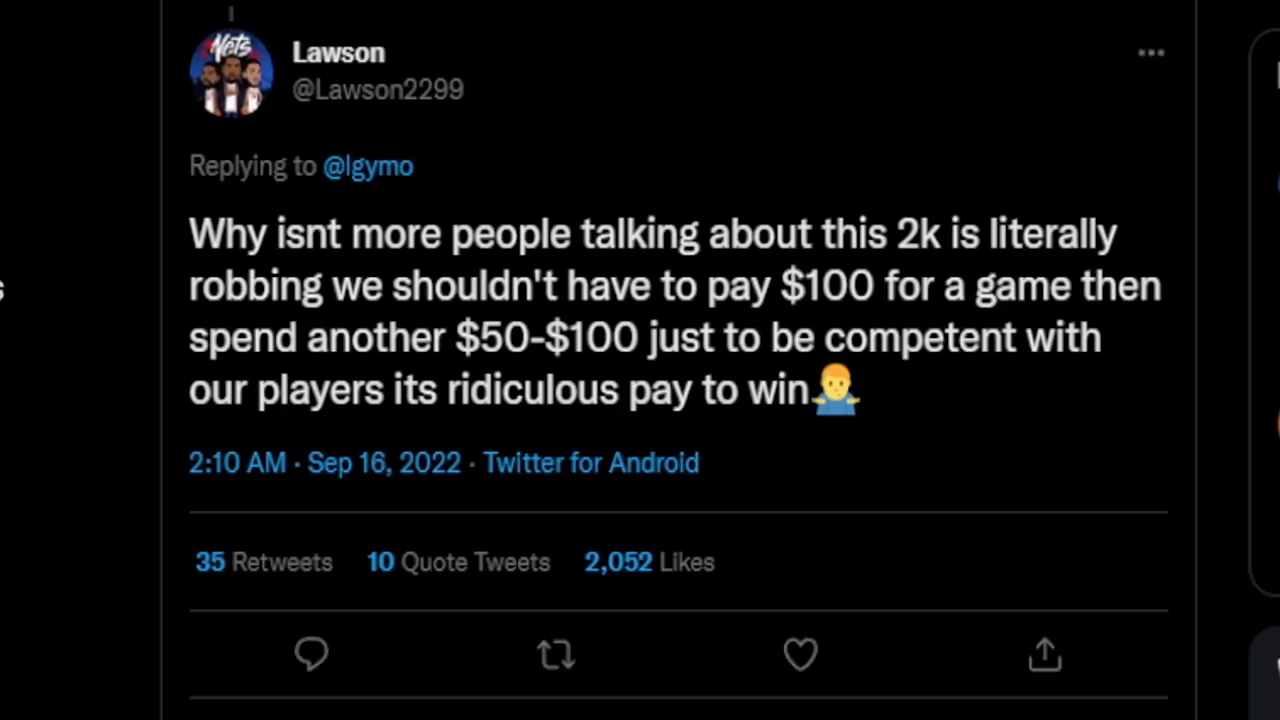 Nets
Lawson
@Lawson2299
Replying to @lgymo
Why isnt more people talking about this 2k is literally
robbing we shouldn't have to pay $100 for a game then
spend another $50-$100 just to be competent with
our players its ridiculous pay to win🤷‍♂️
2:10 AM · Sep 16, 2022 · Twitter for Android
35 Retweets 10 Quote Tweets 2,052 Likes